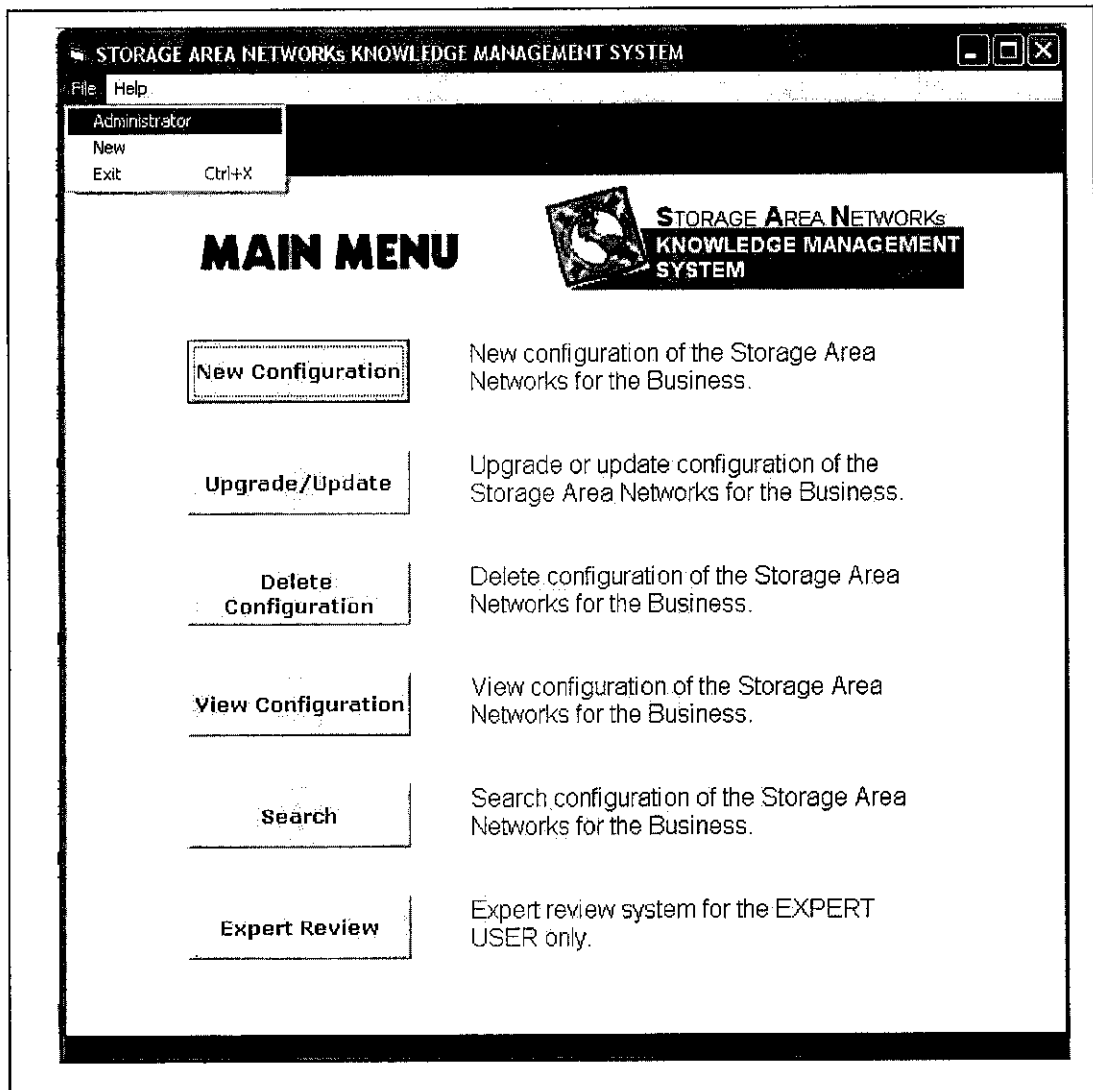 STORAGE AREA NETWORKs KNOWLEDGE MANAGEMENT SYSTEM
File Help
Administrator
New
Exit Ctrl+X
MAIN MENU
STORAGE AREA NETWORKs
KNOWLEDGE MANAGEMENT
SYSTEM
New Configuration
New configuration of the Storage Area
Networks for the Business.
Upgrade/Update
Upgrade or update configuration of the
Storage Area Networks for the Business.
Delete
Configuration
Delete configuration of the Storage Area
Networks for the Business.
View Configuration
View configuration of the Storage Area
Networks for the Business.
Search
Search configuration of the Storage Area
Networks for the Business.
Expert Review
Expert review system for the EXPERT
USER only.